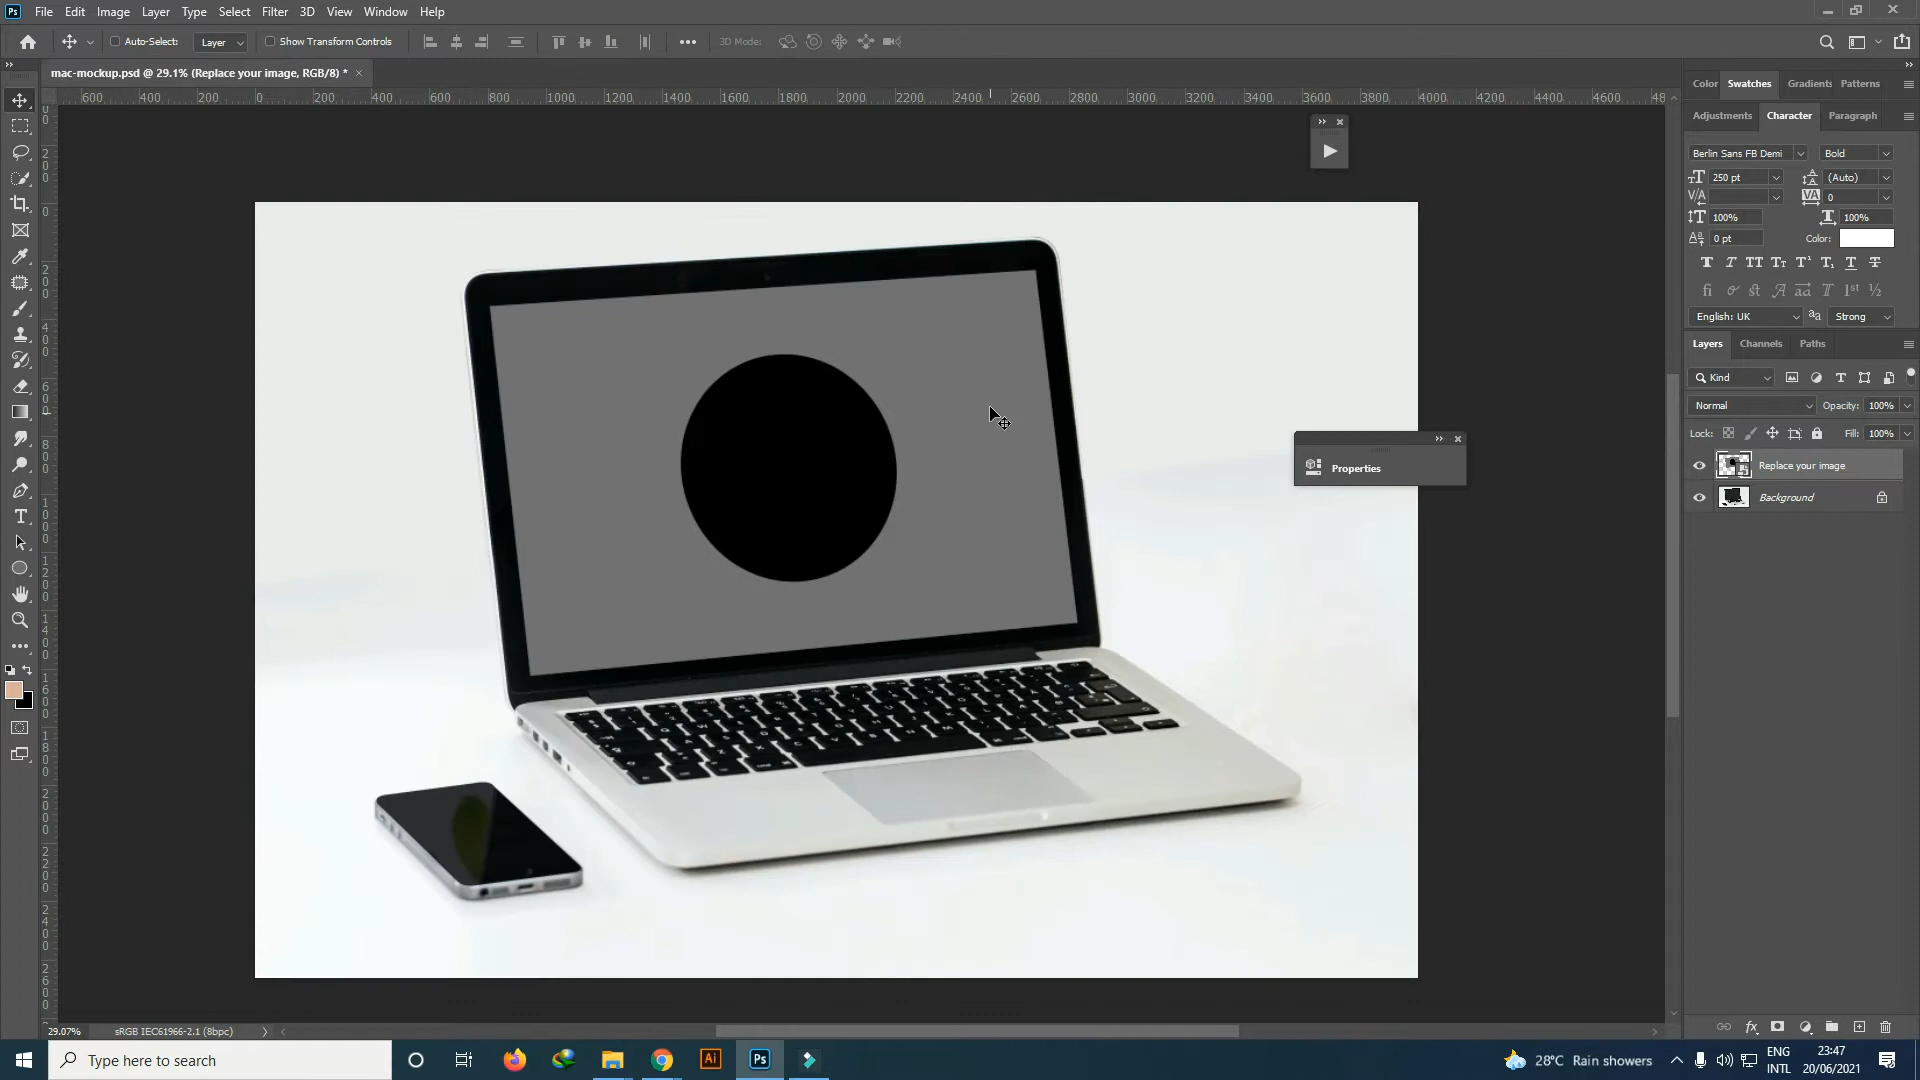 Ps File Edit Image Layer Type Select Filter 3D View Window Help
Auto-Select: Layer Show Transform Controls 3D Mode:
mac-mockup.psd @ 29.1% (Replace your image, RGB/8) *
600 400 200 0 200 400 600 800 1000 1200 1400 1600 1800 2000 2200 2400 2600 2800 3000 3200 3400 3600 3800 4000 4200 4400 4600 48
Color Swatches Gradients Patterns
Adjustments Character Paragraph
Berlin Sans FB Demi Bold
250 pt (Auto)
0
100% 100%
0 pt Color:
English: UK Strong
Layers Channels Paths
Kind
Normal Opacity: 100%
Lock: Fill: 100%
Replace your image
Background
Properties
29.07% sRGB IEC61966-2.1 (8bpc)
Type here to search
Ai Ps
28°C Rain showers
ENG
INTL
23:47
20/06/2021